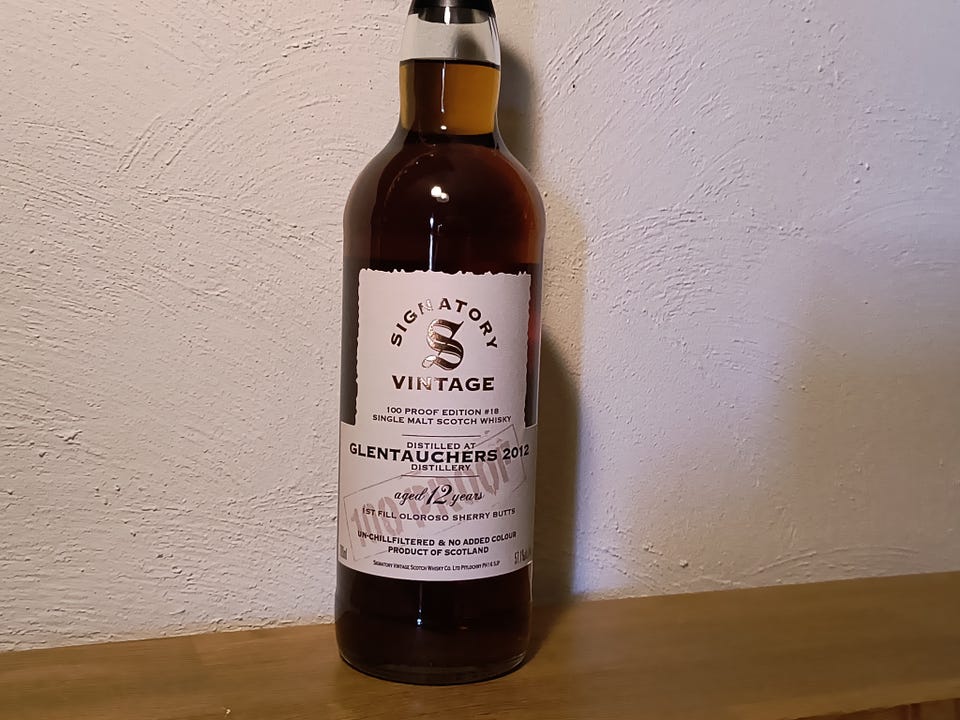 SIGNATORY
S
VINTAGE
100 PROOF EDITION #18
SINGLE MALT SCOTCH WHISKY
DISTILLED AT
GLENTAUCHERS 2012
DISTILLERY
100 PROOF
aged 12 years
1ST FILL OLOROSO SHERRY BUTTS
UN-CHILLFILTERED & NO ADDED COLOUR
PRODUCT OF SCOTLAND
SIGNATORY VINTAGE SCOTCH WHISKY CO. LTD PITLOCHRY PH16 5JP